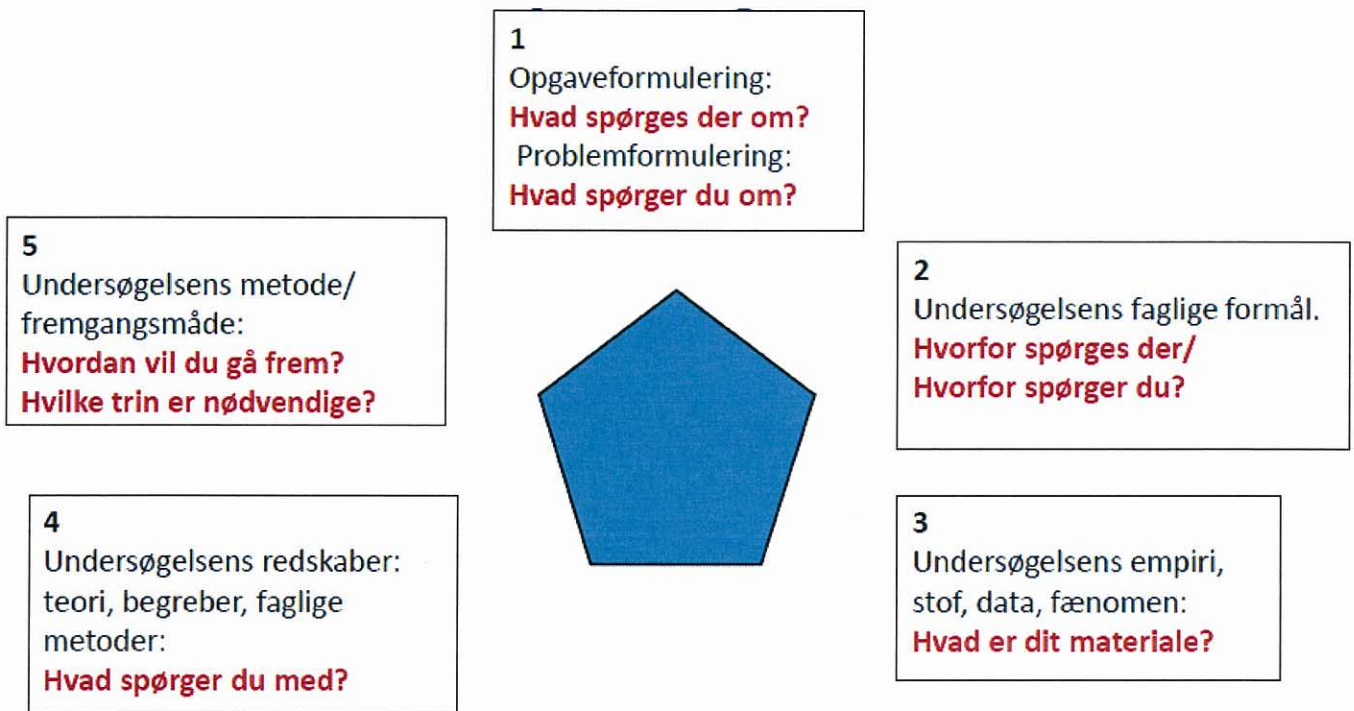 1
Opgaveformulering:
Hvad spørges der om?
Problemformulering:
Hvad spørger du om?
2
Undersøgelsens faglige formål.
Hvorfor spørges der/
Hvorfor spørger du?
3
Undersøgelsens empiri,
stof, data, fænomen:
Hvad er dit materiale?
4
Undersøgelsens redskaber:
teori, begreber, faglige
metoder:
Hvad spørger du med?
5
Undersøgelsens metode/
fremgangsmåde:
Hvordan vil du gå frem?
Hvilke trin er nødvendige?